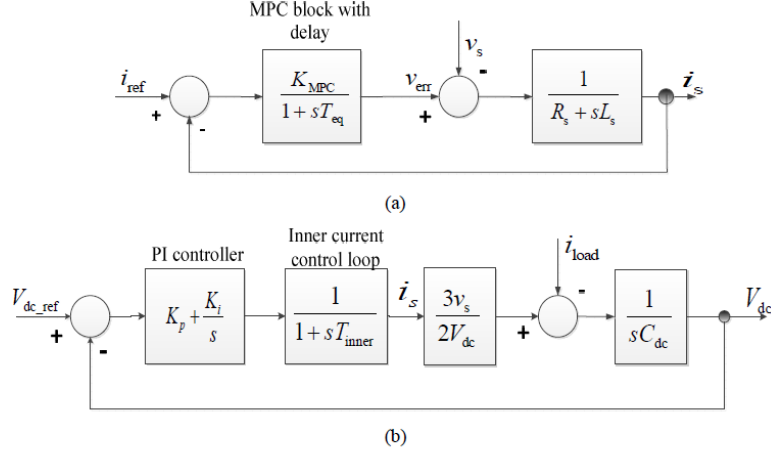 MPC block with
delay
i_ref
+
-
K_MPC
1 + sT_eq
v_err
+
v_s
-
1
R_s + sL_s
i_s
(a)
PI controller
Inner current
control loop
V_dc_ref
+
-
K_p + K_i
s
1
1 + sT_inner
i_s
3v_s
2V_dc
+
i_load
-
1
sC_dc
V_dc
(b)